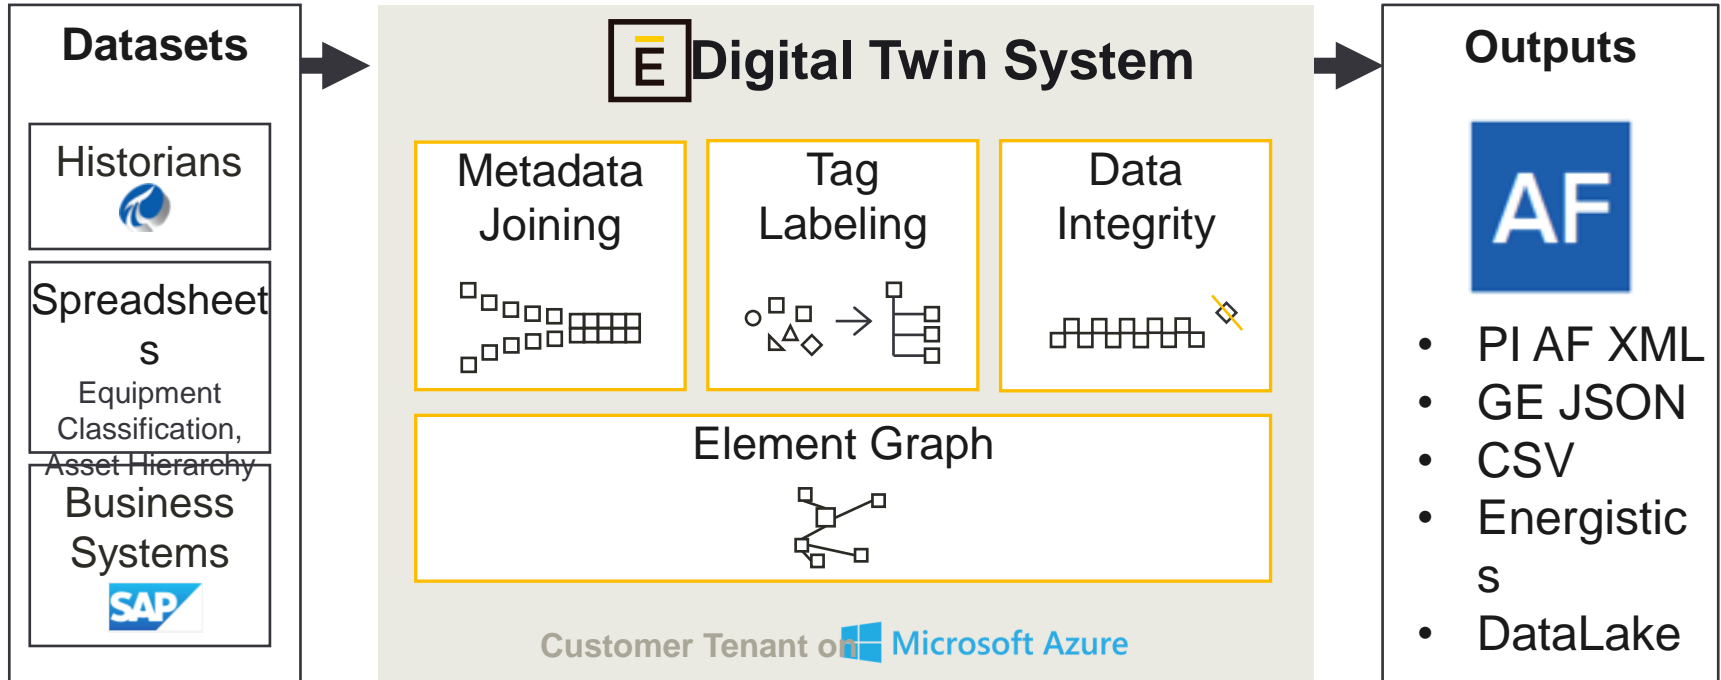 Datasets
Historians
Spreadsheet
s
Equipment
Classification,
Asset Hierarchy
Business
Systems
SAP
E Digital Twin System
Metadata
Joining
Tag
Labeling
Data
Integrity
Element Graph
Customer Tenant on Microsoft Azure
Outputs
AF
• PI AF XML
• GE JSON
• CSV
• Energistic
s
• DataLake